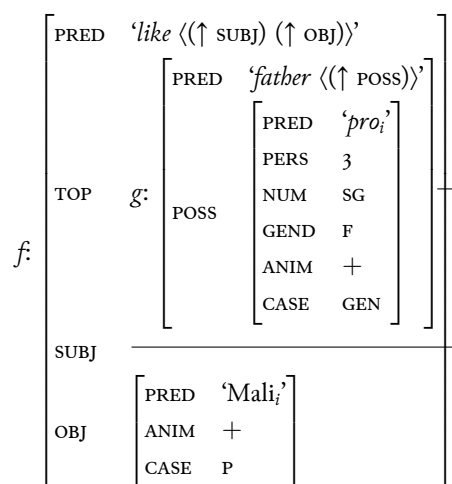 PRED ‘like ⟨(↑ SUBJ) (↑ OBJ)⟩’
PRED ‘father ⟨(↑ POSS)⟩’
PRED ‘proᵢ’
PERS 3
TOP g: POSS NUM SG
GEND F
f: ANIM +
CASE GEN
SUBJ
PRED ‘Maliᵢ’
OBJ ANIM +
CASE P